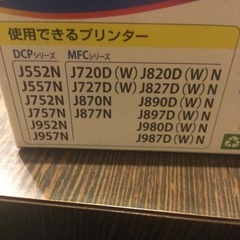 使用できるプリンター
DCPシリーズ MFCシリーズ
J552N J720D(W) J820D(W)N
J557N J727D(W) J827D(W)N
J752N J870N J890D(W)N
J757N J877N J897D(W)N
J952N J980D(W)N
J957N J987D(W)N